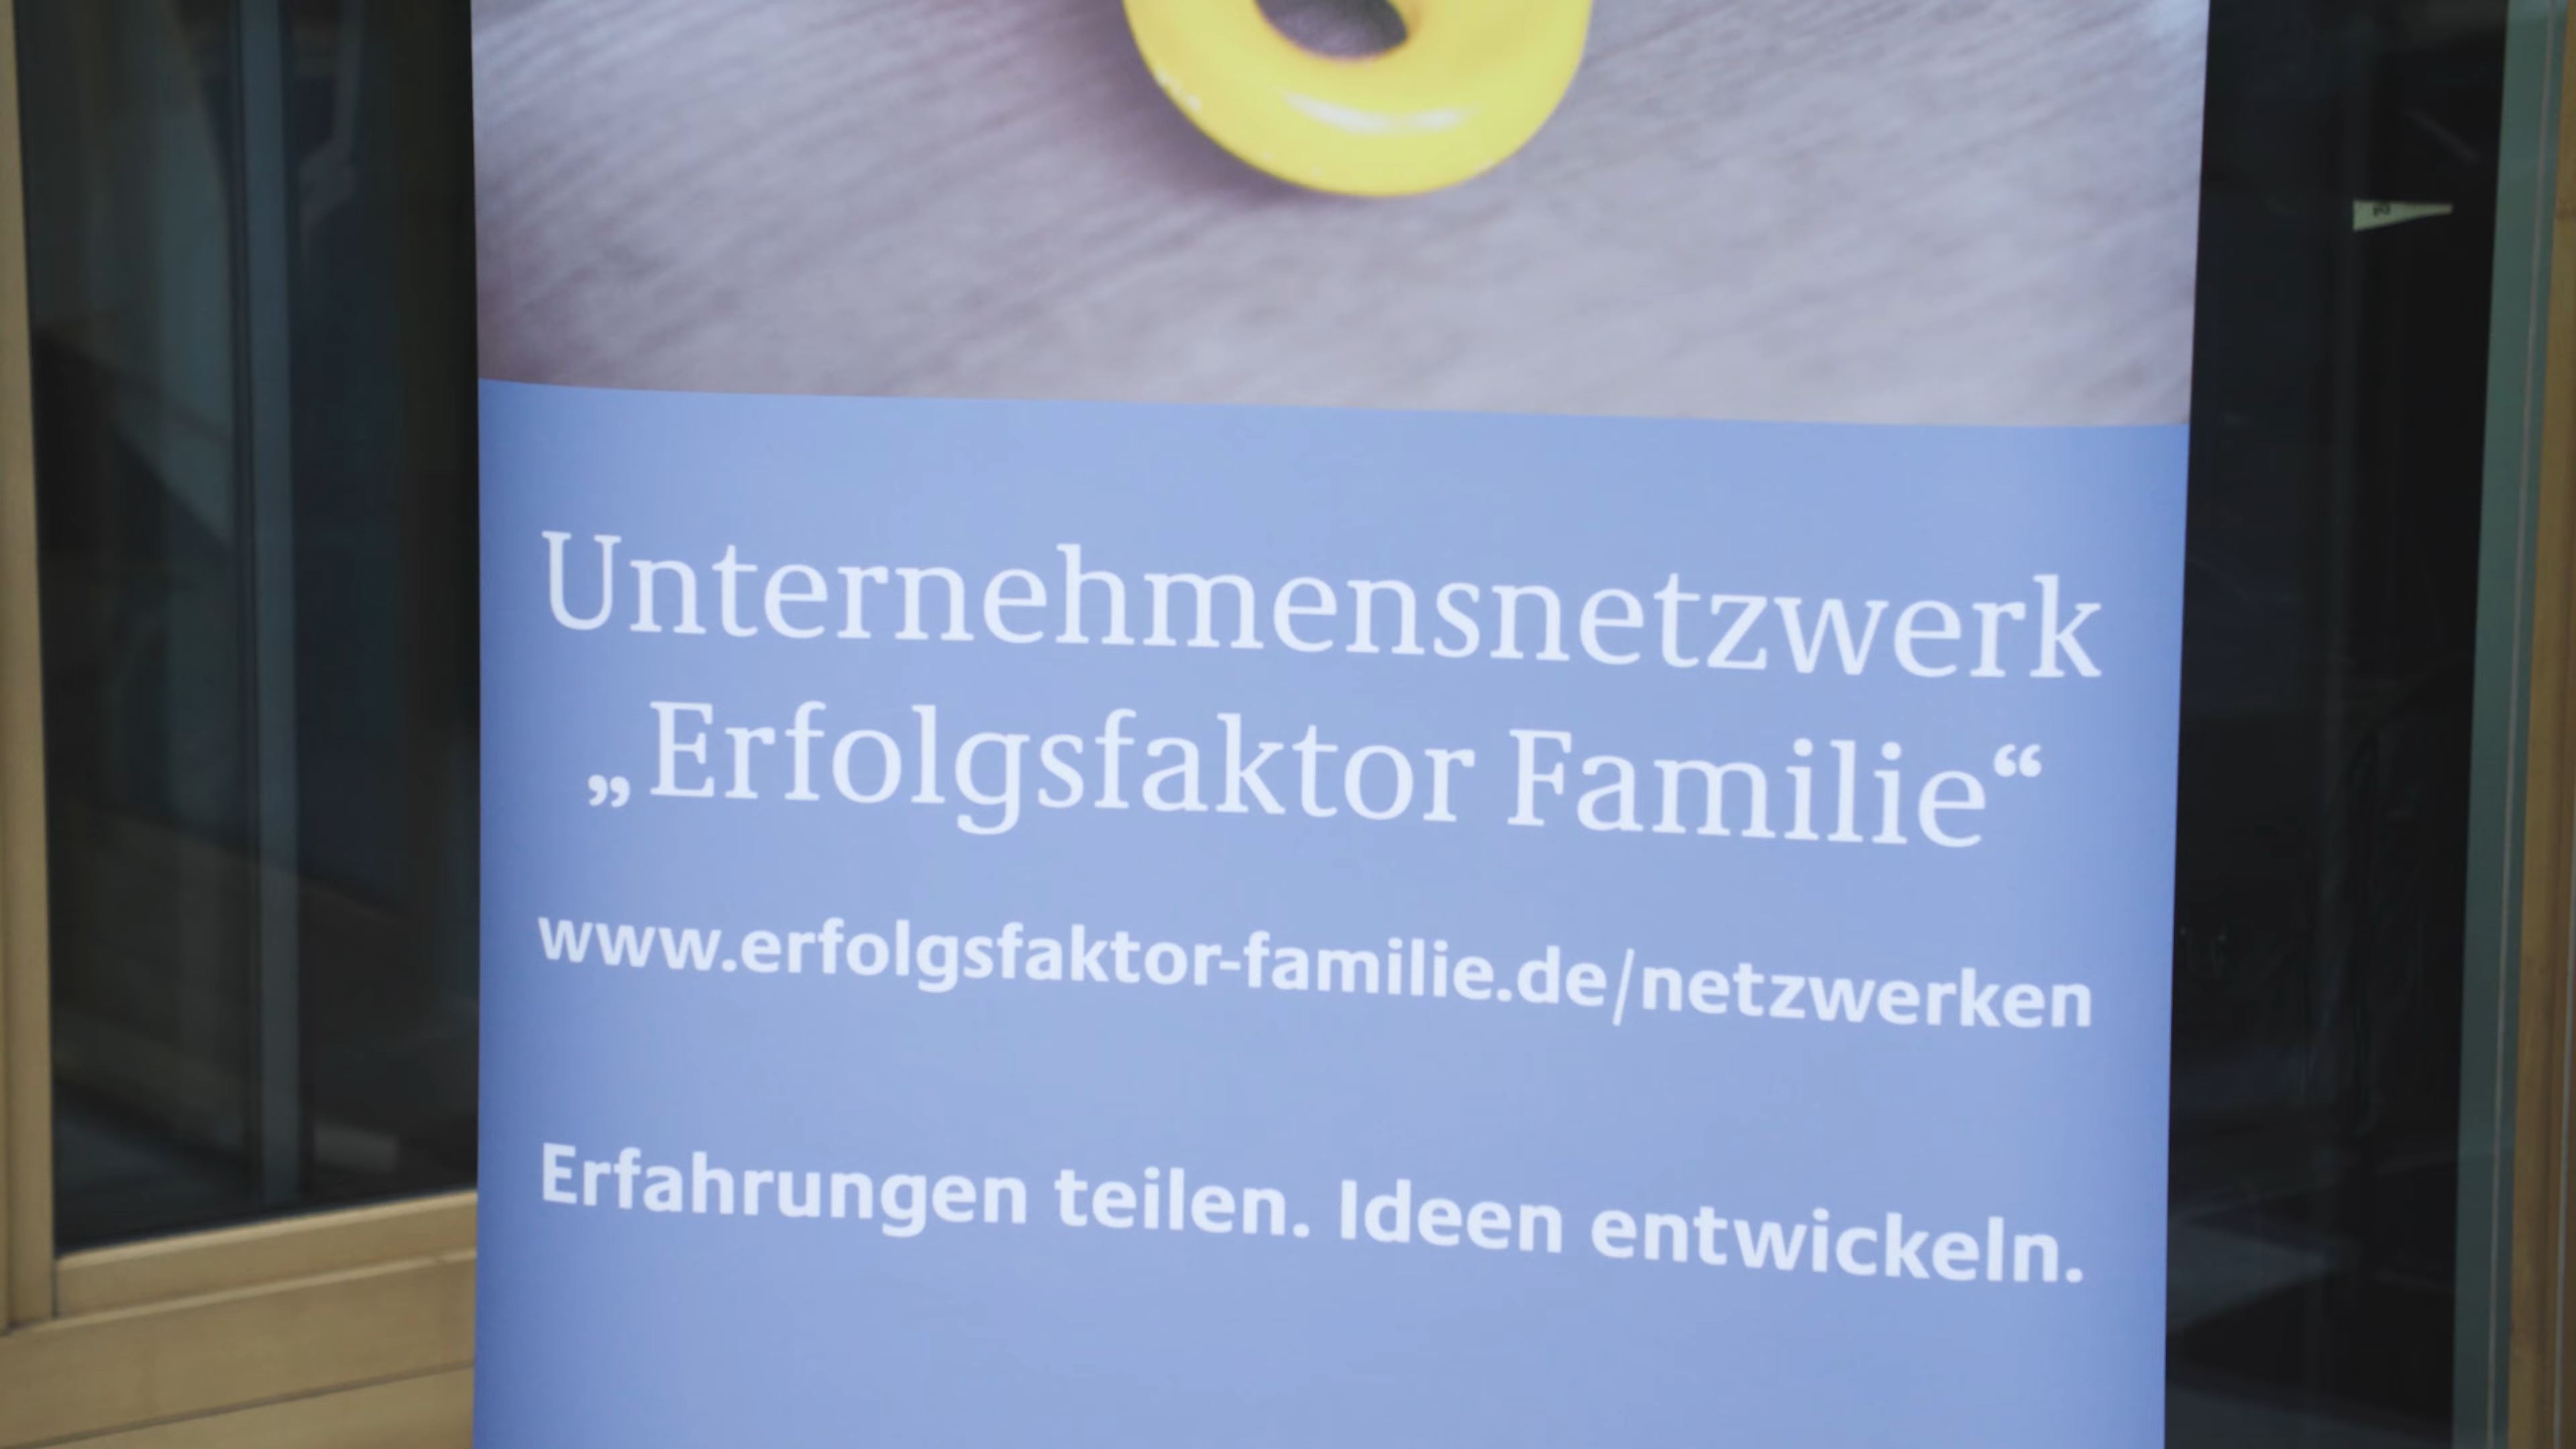 Unternehmensnetzwerk
„Erfolgsfaktor Familie“
www.erfolgsfaktor-familie.de/netzwerken
Erfahrungen teilen. Ideen entwickeln.